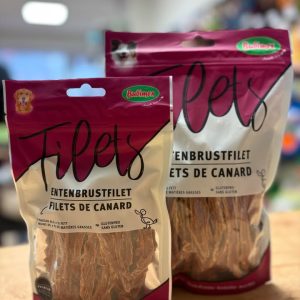 Bubimex
Filets
ENTENBRUSTFILET
FILETS DE CANARD
GLUTENFREI
SANS GLUTEN
Bubimex
Filets
ENTENBRUSTFILET
FILETS DE CANARD
GLUTENFREI
SANS GLUTEN